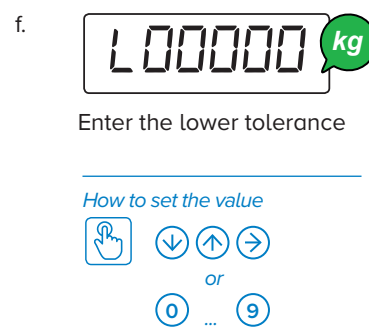 f.
L00000 kg
Enter the lower tolerance
How to set the value
or
0 ... 9